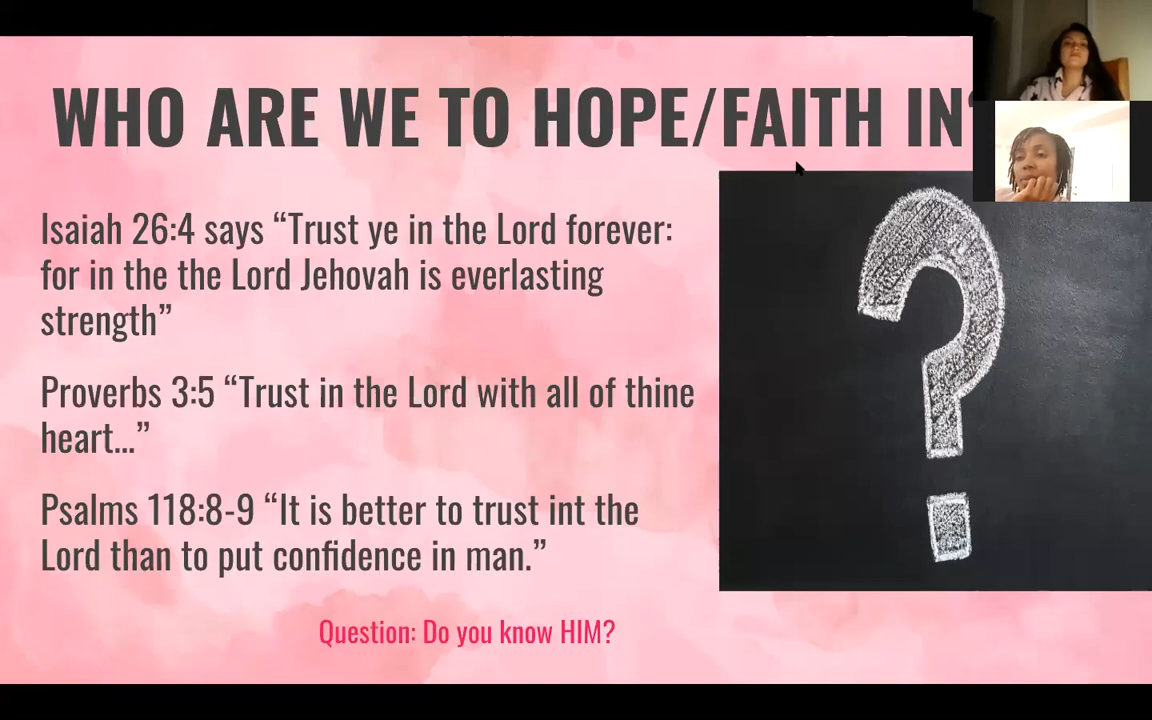 WHO ARE WE TO HOPE/FAITH IN
Isaiah 26:4 says “Trust ye in the Lord forever:
for in the the Lord Jehovah is everlasting
strength”
Proverbs 3:5 “Trust in the Lord with all of thine
heart...”
Psalms 118:8-9 “It is better to trust int the
Lord than to put confidence in man.”
Question: Do you know HIM?
?